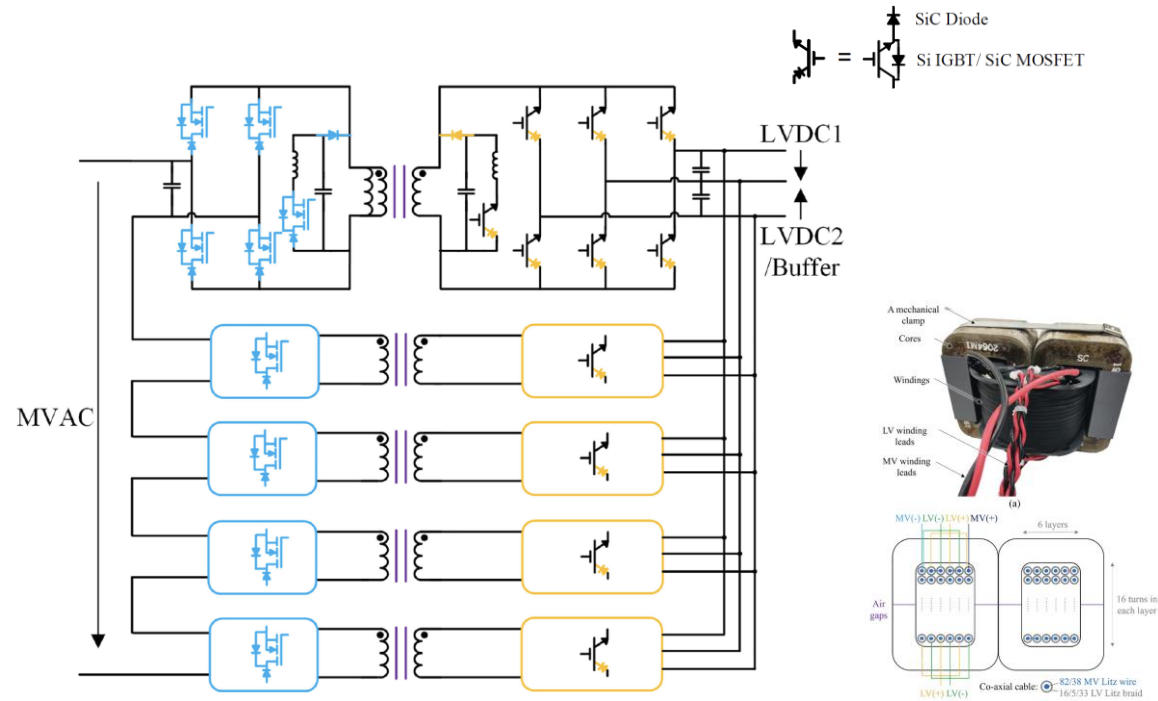 SiC Diode
=
Si IGBT/ SiC MOSFET
LVDC1
LVDC2
/Buffer
MVAC
A mechanical
clamp
Cores
2064M1
SC
Windings
LV winding
leads
MV winding
leads
(a)
MV(-) LV(-) LV(+) MV(+)
6 layers
Air
gaps
16 turns in
each layer
LV(+) LV(-)
Co-axial cable:
82/38 MV Litz wire
16/5/33 LV Litz braid